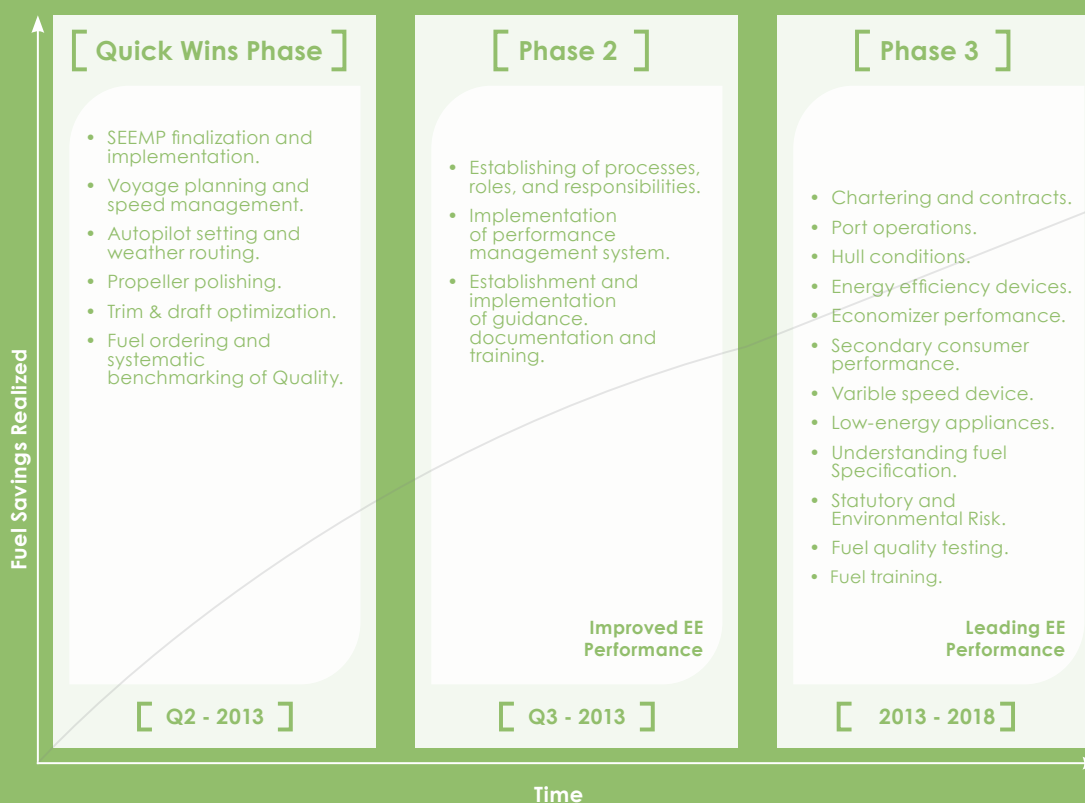 Fuel Savings Realized
[ Quick Wins Phase ]
• SEEMP finalization and
implementation.
• Voyage planning and
speed management.
• Autopilot setting and
weather routing.
• Propeller polishing.
• Trim & draft optimization.
• Fuel ordering and
systematic
benchmarking of Quality.
[ Q2 - 2013 ]
[ Phase 2 ]
• Establishing of processes,
roles, and responsibilities.
• Implementation
of performance
management system.
• Establishment and
implementation
of guidance.
documentation and
training.
Improved EE
Performance
[ Q3 - 2013 ]
[ Phase 3 ]
• Chartering and contracts.
• Port operations.
• Hull conditions.
• Energy efficiency devices.
• Economizer perfomance.
• Secondary consumer
performance.
• Varible speed device.
• Low-energy appliances.
• Understanding fuel
Specification.
• Statutory and
Environmental Risk.
• Fuel quality testing.
• Fuel training.
Leading EE
Performance
[ 2013 - 2018 ]
Time